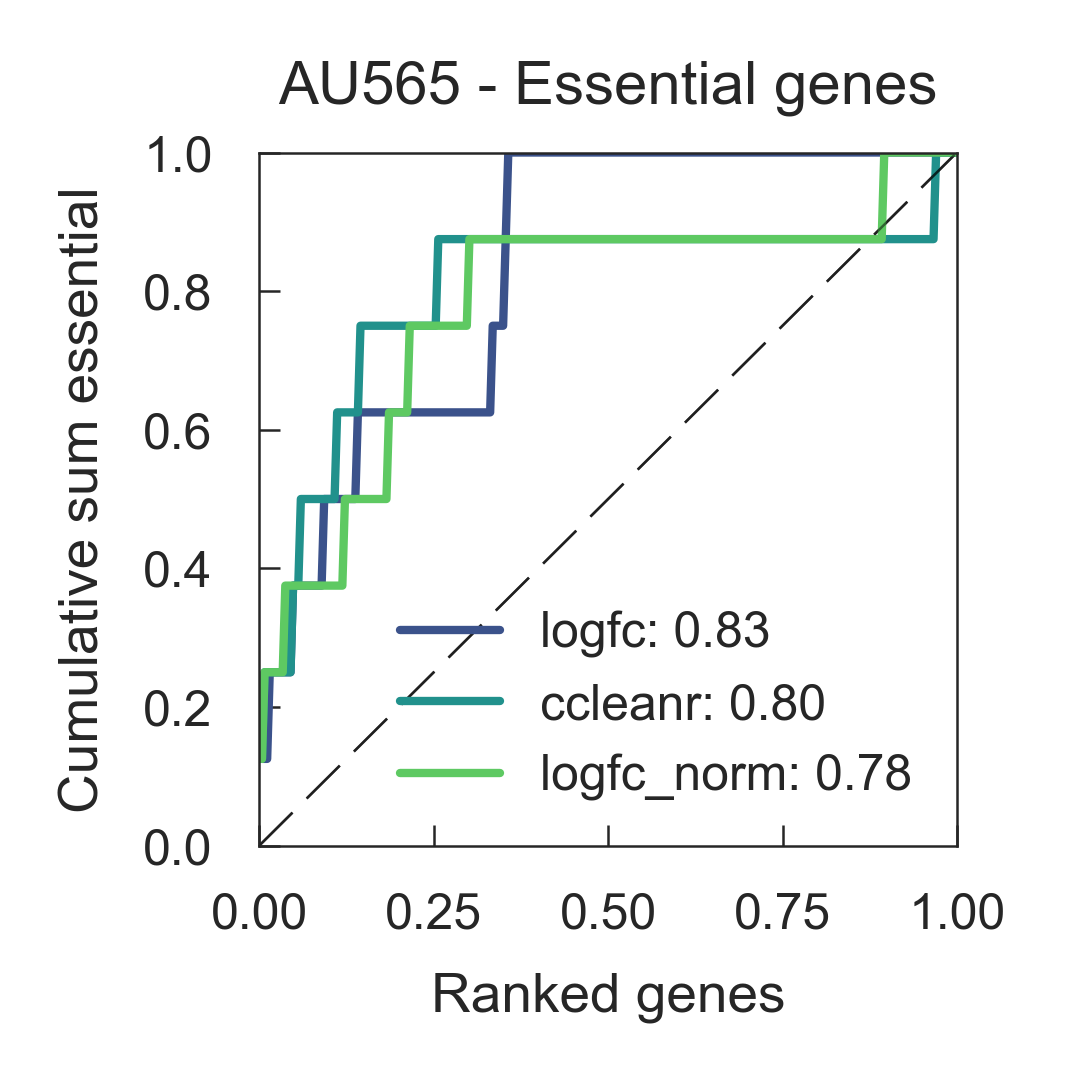 AU565 - Essential genes
Cumulative sum essential
1.0
0.8
0.6
0.4
0.2
0.0
logfc: 0.83
ccleanr: 0.80
logfc_norm: 0.78
0.00 0.25 0.50 0.75 1.00
Ranked genes